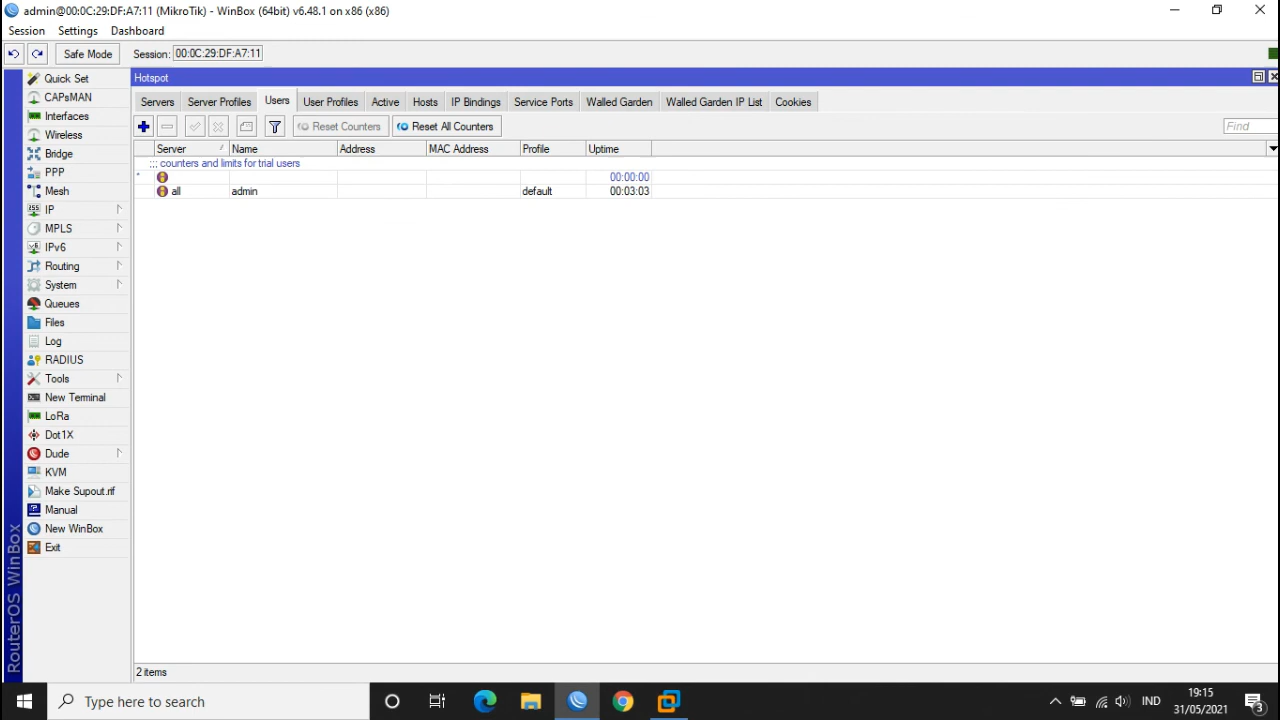 admin@00:0C:29:DF:A7:11 (MikroTik) - WinBox (64bit) v6.48.1 on x86 (x86)
Session Settings Dashboard
Safe Mode Session: 00:0C:29:DF:A7:11
Quick Set
CAPsMAN
Interfaces
Wireless
Bridge
PPP
Mesh
IP
MPLS
IPv6
Routing
System
Queues
Files
Log
RADIUS
Tools
New Terminal
LoRa
Dot1X
Dude
KVM
Make Supout.rif
Manual
New WinBox
Exit
RouterOS WinBox
Hotspot
Servers Server Profiles Users User Profiles Active Hosts IP Bindings Service Ports Walled Garden Walled Garden IP List Cookies
Reset Counters Reset All Counters Find
Server Name Address MAC Address Profile Uptime
::: counters and limits for trial users
* 00:00:00
all admin default 00:03:03
2 items
Type here to search IND 19:15
31/05/2021 3